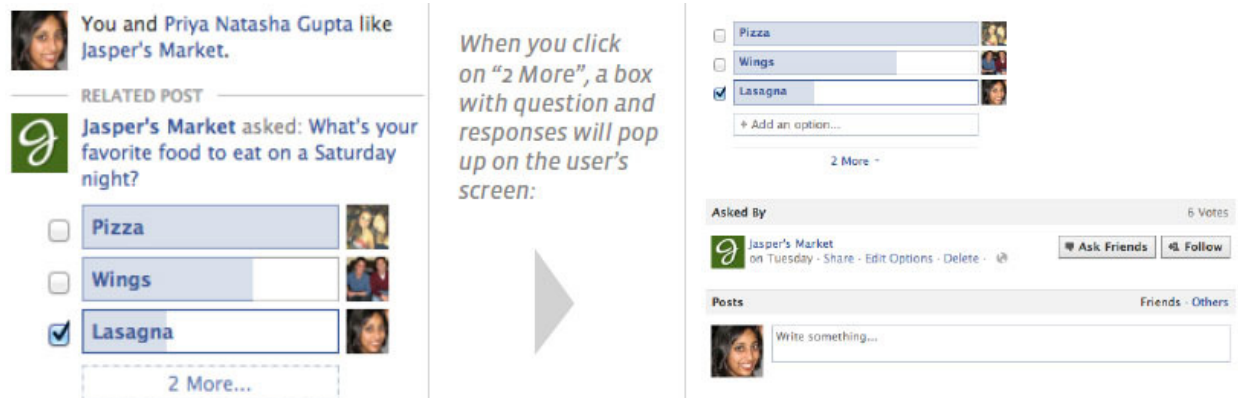 You and Priya Natasha Gupta like
Jasper's Market.
RELATED POST
Jasper's Market asked: What's your
favorite food to eat on a Saturday
night?
Pizza
Wings
Lasagna
2 More...
When you click
on “2 More”, a box
with question and
responses will pop
up on the user’s
screen:
Pizza
Wings
Lasagna
+ Add an option...
2 More
Asked By 6 Votes
Jasper's Market
on Tuesday · Share · Edit Options · Delete ·
Ask Friends Follow
Posts Friends · Others
Write something...